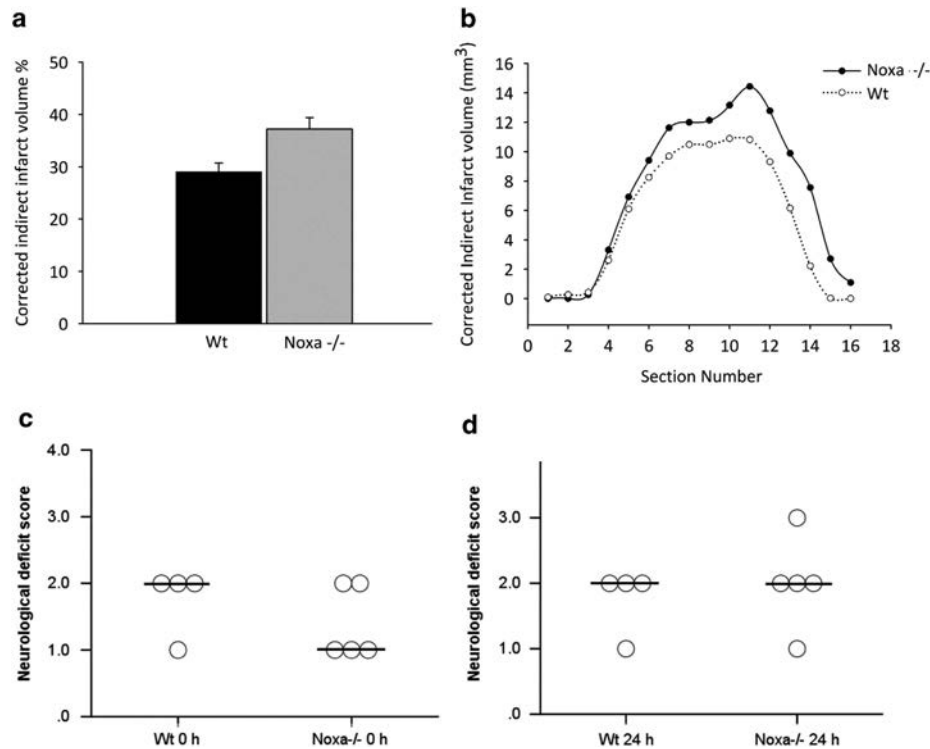 a
Corrected indirect infarct volume %
50
40
30
20
10
0
Wt
Noxa -/-
b
Corrected Indirect Infarct volume (mm3)
16
14
12
10
8
6
4
2
0
0 2 4 6 8 10 12 14 16 18
Section Number
Noxa -/-
Wt
c
Neurological deficit score
4.0
3.0
2.0
1.0
.0
Wt 0 h
Noxa-/- 0 h
d
Neurological deficit score
3.0
2.0
1.0
.0
Wt 24 h
Noxa-/- 24 h